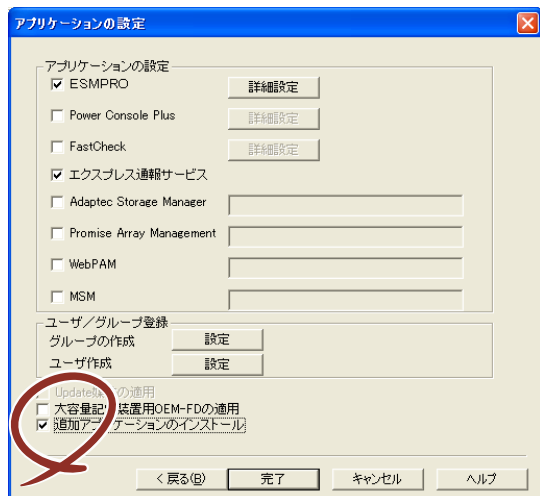 アプリケーションの設定
アプリケーションの設定
ESMPRO
詳細設定
Power Console Plus
詳細設定
FastCheck
詳細設定
エクスプレス通報サービス
Adaptec Storage Manager
Promise Array Management
WebPAM
MSM
ユーザ／グループ登録
グループの作成
設定
ユーザ作成
設定
Update の適用
大容量記 装置用OEM-FDの適用
追加アプリケーションのインストール
< 戻る(B)
完了
キャンセル
ヘルプ